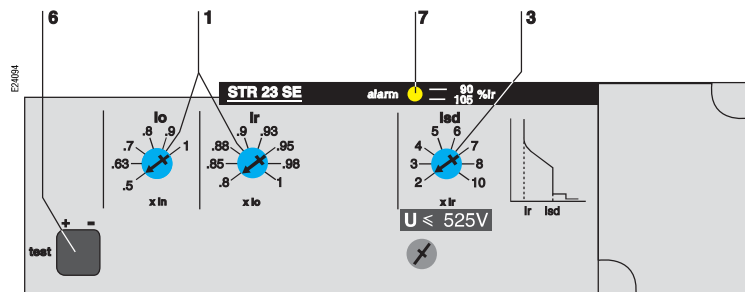 6 1 7 3
E24094
STR 23 SE alarm 90 %Ir
105
Io Ir Isd
.5 .63 .7 .8 .9 1
x In
.8 .85 .88 .9 .93 .95 .98 1
x Io
2 3 4 5 6 7 8 10
x Ir
Ir Isd
U ⩽ 525V
+ -
test